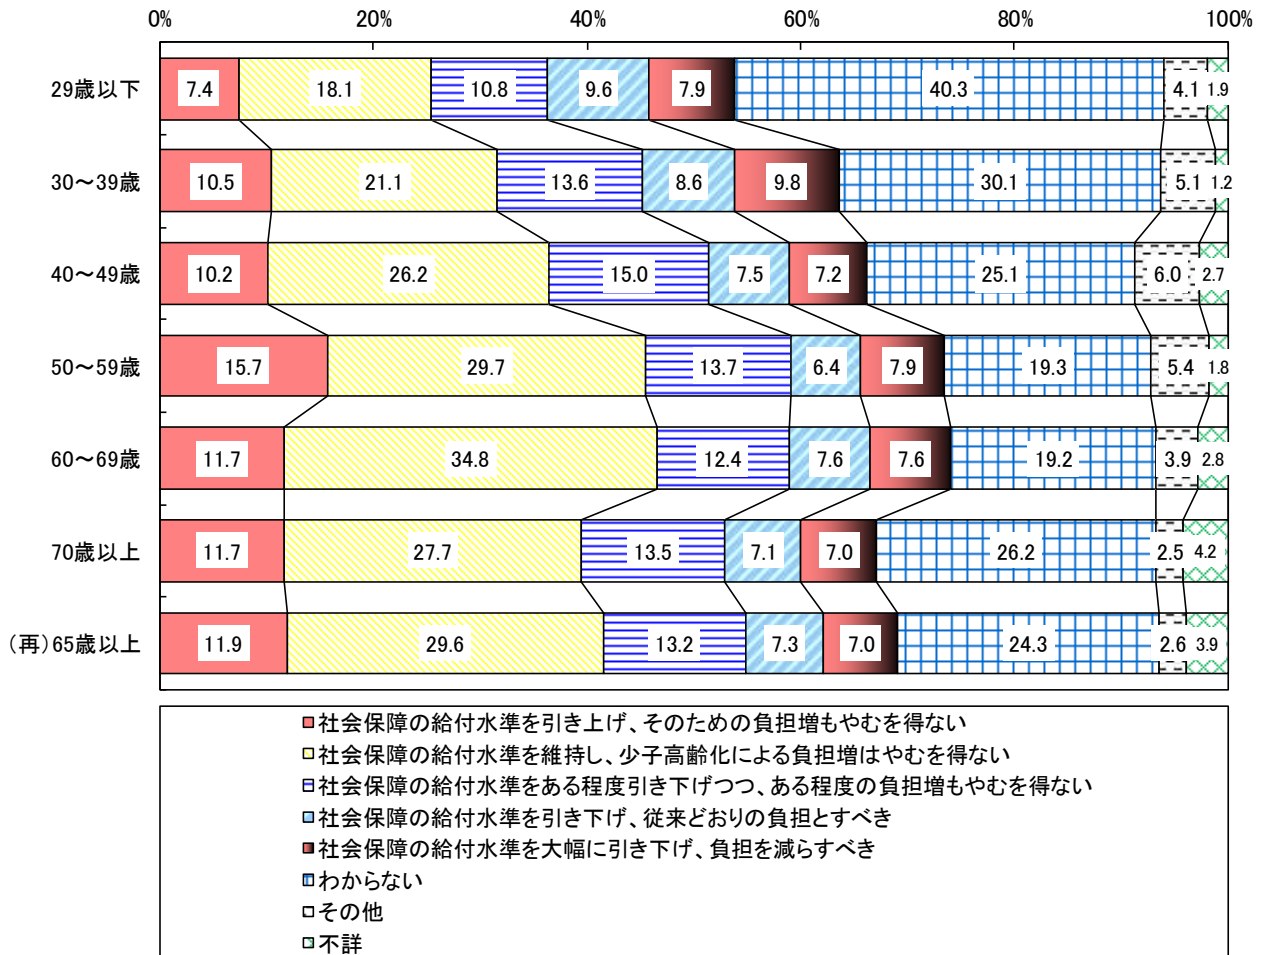 0% 20% 40% 60% 80% 100%
29歳以下 7.4 18.1 10.8 9.6 7.9 40.3 4.1 1.9
30～39歳 10.5 21.1 13.6 8.6 9.8 30.1 5.1 1.2
40～49歳 10.2 26.2 15.0 7.5 7.2 25.1 6.0 2.7
50～59歳 15.7 29.7 13.7 6.4 7.9 19.3 5.4 1.8
60～69歳 11.7 34.8 12.4 7.6 7.6 19.2 3.9 2.8
70歳以上 11.7 27.7 13.5 7.1 7.0 26.2 2.5 4.2
(再)65歳以上 11.9 29.6 13.2 7.3 7.0 24.3 2.6 3.9
社会保障の給付水準を引き上げ、そのための負担増もやむを得ない
社会保障の給付水準を維持し、少子高齢化による負担増はやむを得ない
社会保障の給付水準をある程度引き下げつつ、ある程度の負担増もやむを得ない
社会保障の給付水準を引き下げ、従来どおりの負担とすべき
社会保障の給付水準を大幅に引き下げ、負担を減らすべき
わからない
その他
不詳